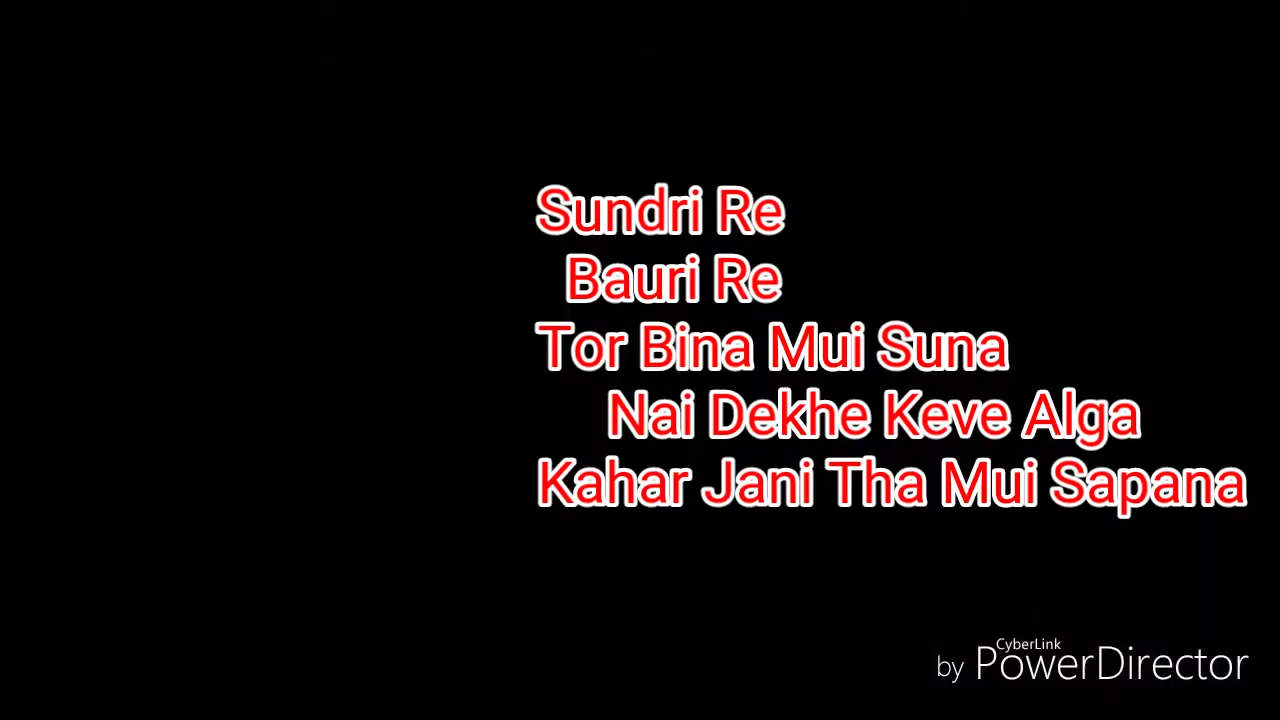 Sundri Re
Bauri Re
Tor Bina Mui Suna
Nai Dekhe Keve Alga
Kahar Jani Tha Mui Sapana
CyberLink
by PowerDirector